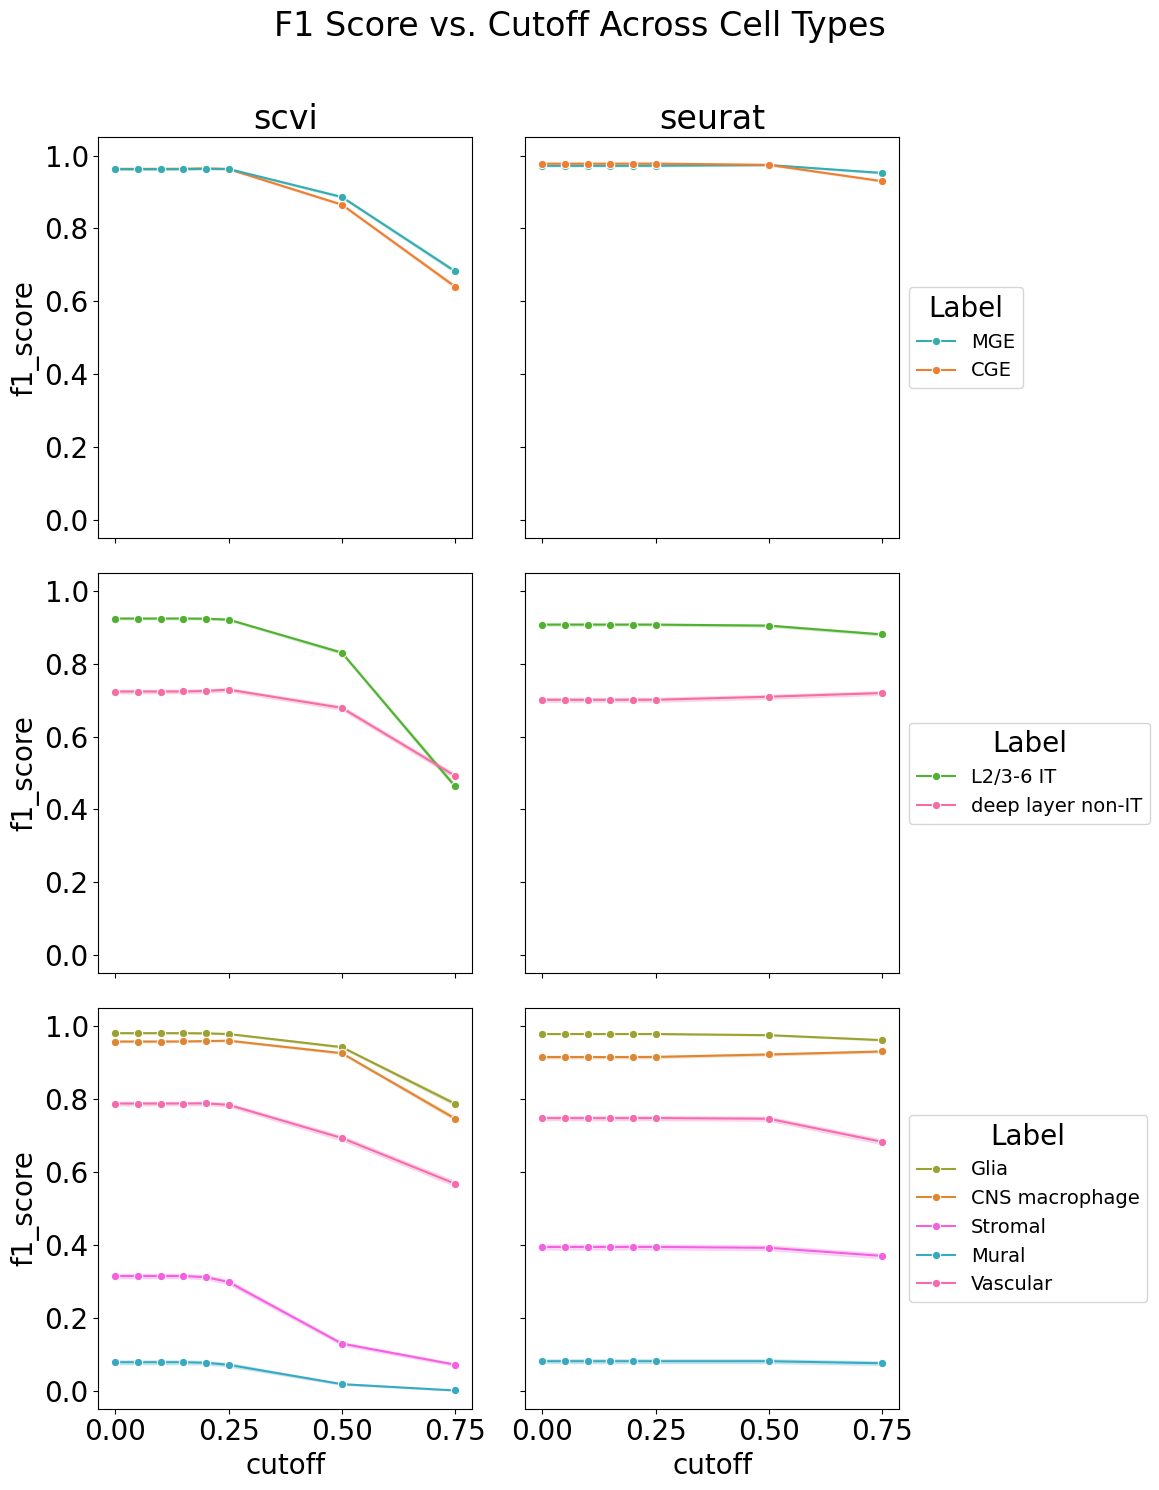 F1 Score vs. Cutoff Across Cell Types
scvi
seurat
1.0
0.8
0.6
0.4
0.2
0.0
f1_score
Label
MGE
CGE
1.0
0.8
0.6
0.4
0.2
0.0
f1_score
Label
L2/3-6 IT
deep layer non-IT
1.0
0.8
0.6
0.4
0.2
0.0
f1_score
Label
Glia
CNS macrophage
Stromal
Mural
Vascular
0.00 0.25 0.50 0.75
cutoff
0.00 0.25 0.50 0.75
cutoff